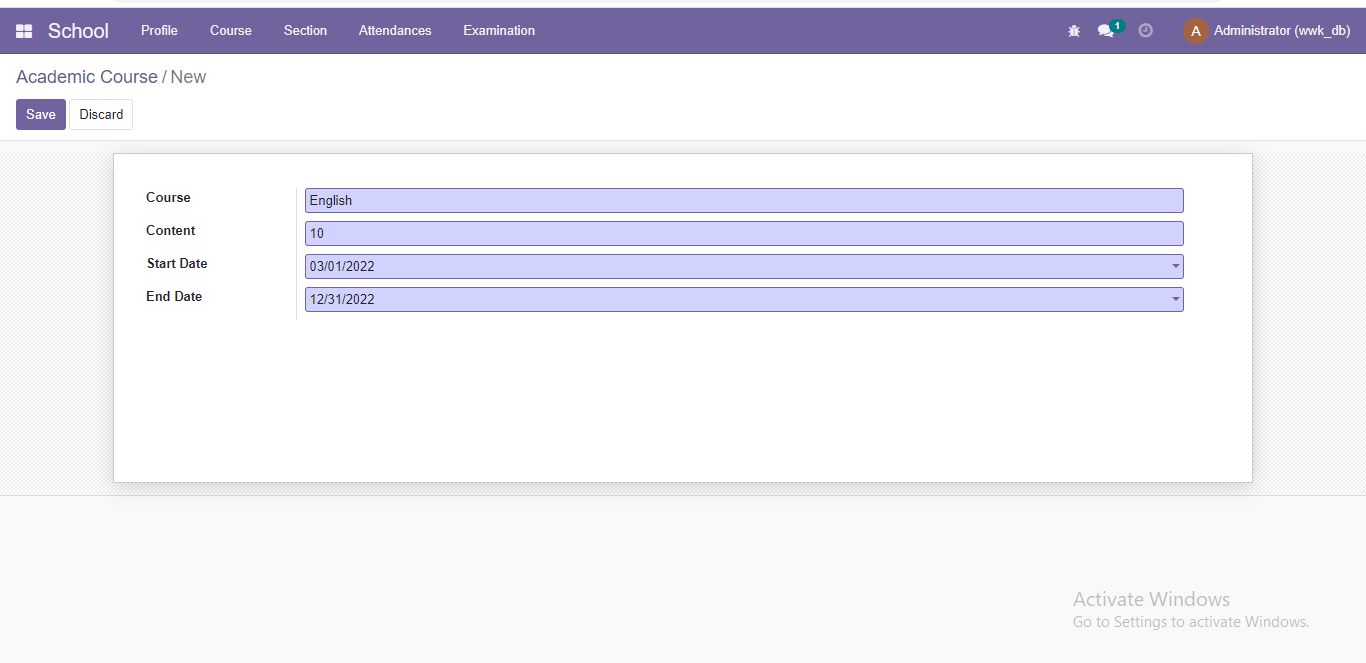 School Profile Course Section Attendances Examination 1 A Administrator (wwk_db)
Academic Course / New
Save Discard
Course English
Content 10
Start Date 03/01/2022
End Date 12/31/2022
Activate Windows
Go to Settings to activate Windows.